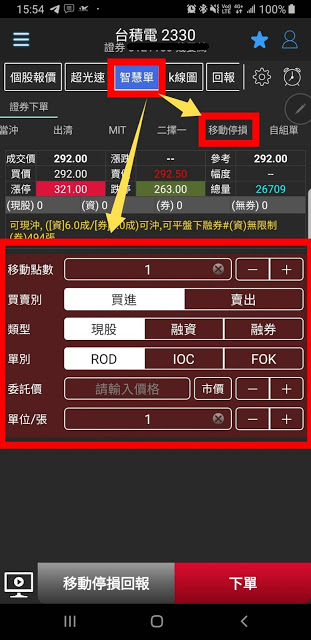 15:54 100%
台積電 2330
證券
個股報價 超光速 智慧單 k線圖 回報
證券下單
當沖 出清 MIT 二擇一 移動停損 自組單
成交價 292.00 漲跌 -- 參考 292.00
買價 292.00 賣價 292.50 幅度 --
漲停 321.00 跌停 263.00 總量 26709
(現股) 0 (資) 0 (券) 0 (無券) 0
可現沖, ([資]6.0成/[券] 成)可沖,可平盤下融券#(資)無限制
(券)494張
移動點數 1 − +
買賣別 買進 賣出
類型 現股 融資 融券
單別 ROD IOC FOK
委託價 請輸入價格 市價 − +
單位/張 1 − +
移動停損回報 下單